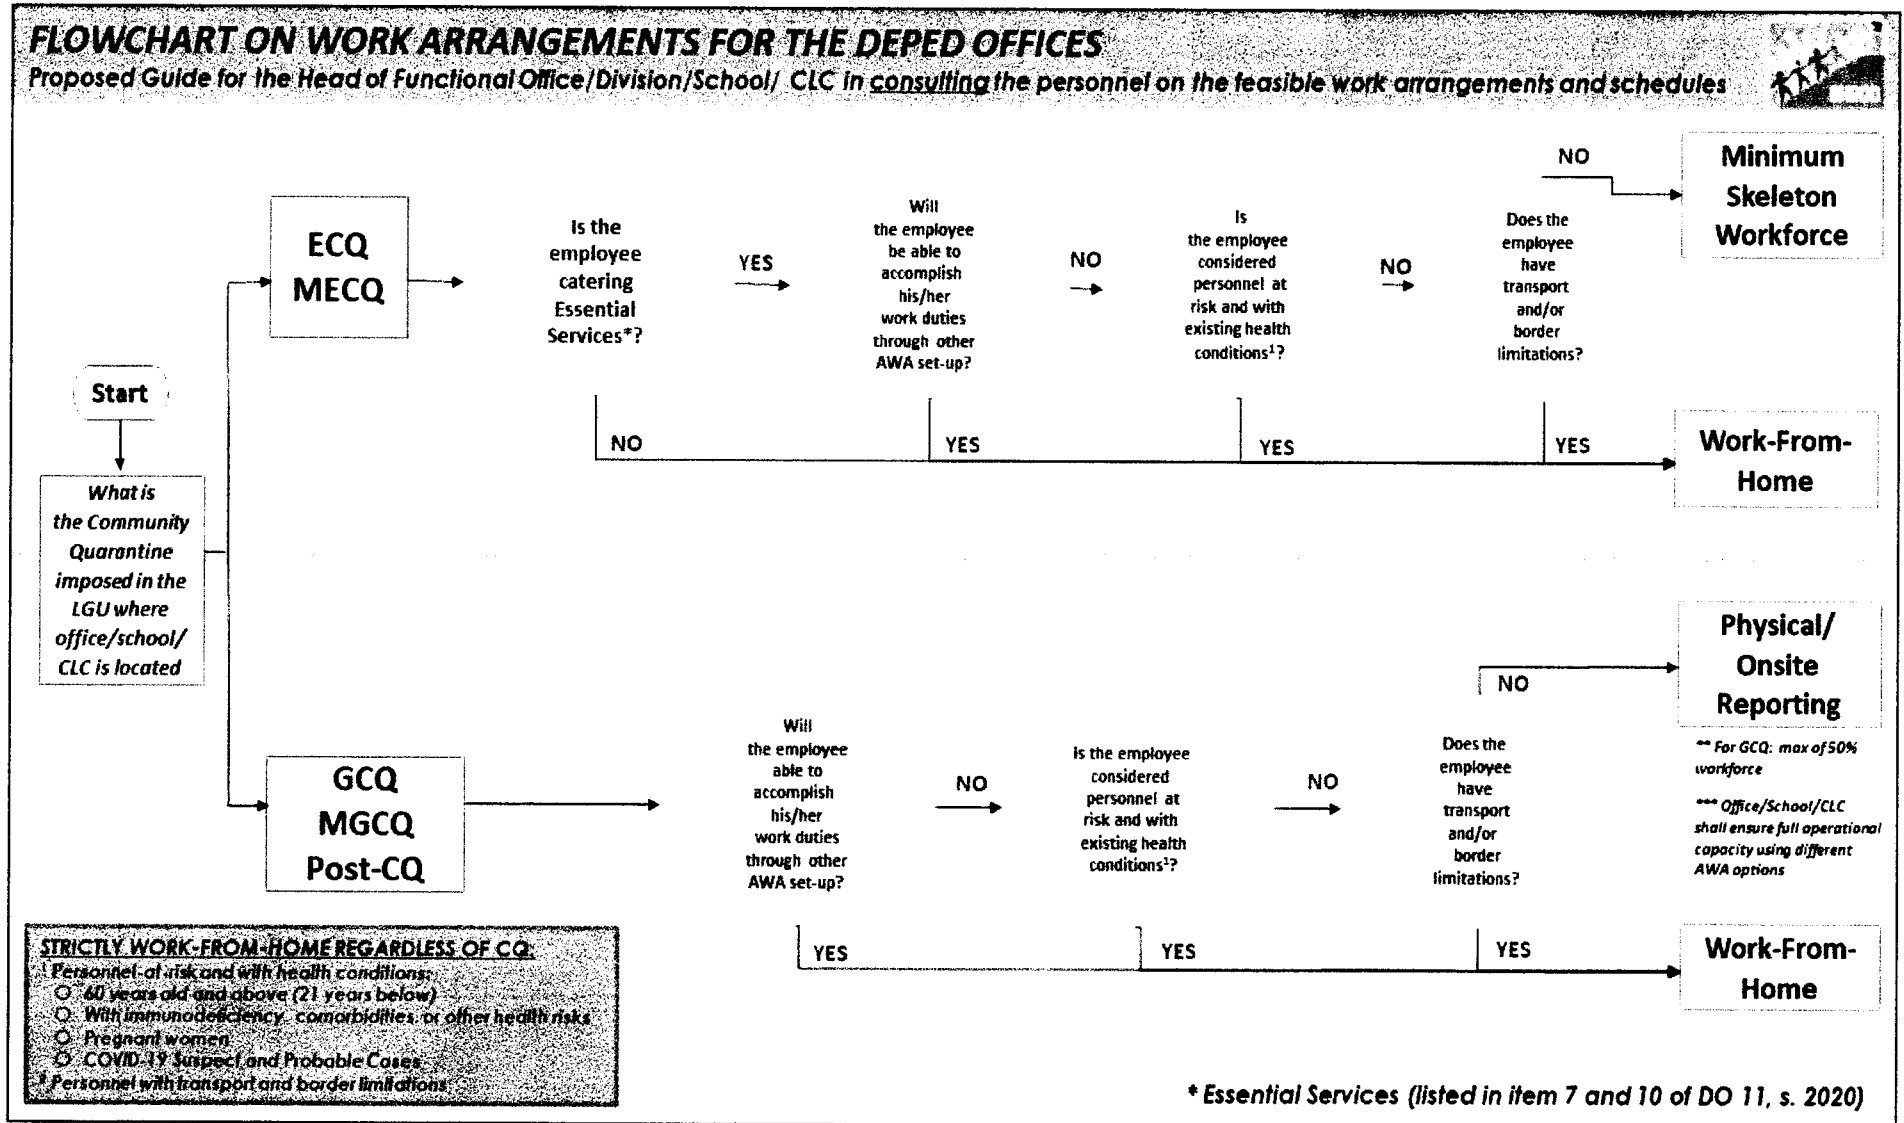 FLOWCHART ON WORK ARRANGEMENTS FOR THE DEPED OFFICES
Proposed Guide for the Head of Functional Office/Division/School/ CLC in consulting the personnel on the feasible work arrangements and schedules
Start
What is
the Community
Quarantine
imposed in the
LGU where
office/school/
CLC is located
ECQ
MECQ
Is the
employee
catering
Essential
Services*?
YES
NO
Will
the employee
be able to
accomplish
his/her
work duties
through other
AWA set-up?
NO
YES
Is
the employee
considered
personnel at
risk and with
existing health
conditions¹?
NO
YES
Does the
employee
have
transport
and/or
border
limitations?
NO
YES
Minimum
Skeleton
Workforce
Work-From-
Home
GCQ
MGCQ
Post-CQ
Will
the employee
able to
accomplish
his/her
work duties
through other
AWA set-up?
NO
YES
Is the employee
considered
personnel at
risk and with
existing health
conditions¹?
NO
YES
Does the
employee
have
transport
and/or
border
limitations?
NO
YES
Physical/
Onsite
Reporting
** For GCQ: max of 50%
workforce
*** Office/School/CLC
shall ensure full operational
capacity using different
AWA options
Work-From-
Home
STRICTLY WORK-FROM-HOME REGARDLESS OF CQ:
¹ Personnel at risk and with health conditions:
O 60 years old and above (21 years below)
O With immunodeficiency, comorbidities, or other health risks
O Pregnant women
O COVID-19 Suspect and Probable Cases
Personnel with transport and border limitations
* Essential Services (listed in item 7 and 10 of DO 11, s. 2020)